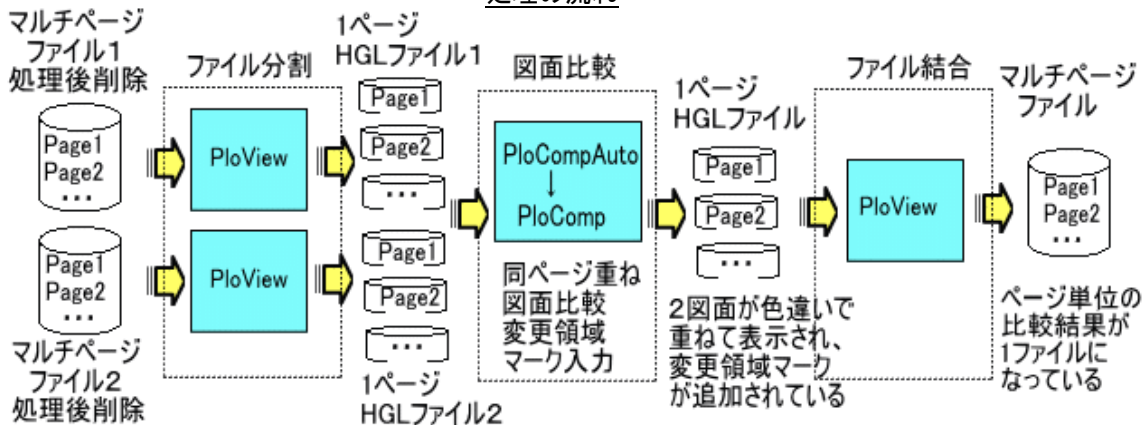 処理の流れ
マルチページ
ファイル1
処理後削除
Page1
Page2
…
Page1
Page2
…
マルチページ
ファイル2
処理後削除
ファイル分割
PloView
PloView
1ページ
HGLファイル1
Page1
Page2
…
Page1
Page2
…
1ページ
HGLファイル2
図面比較
PloCompAuto
↓
PloComp
同ページ重ね
図面比較
変更領域
マーク入力
1ページ
HGLファイル
Page1
Page2
…
2図面が色違いで
重ねて表示され、
変更領域マーク
が追加されている
ファイル結合
PloView
マルチページ
ファイル
Page1
Page2
…
ページ単位の
比較結果が
1ファイルに
なっている